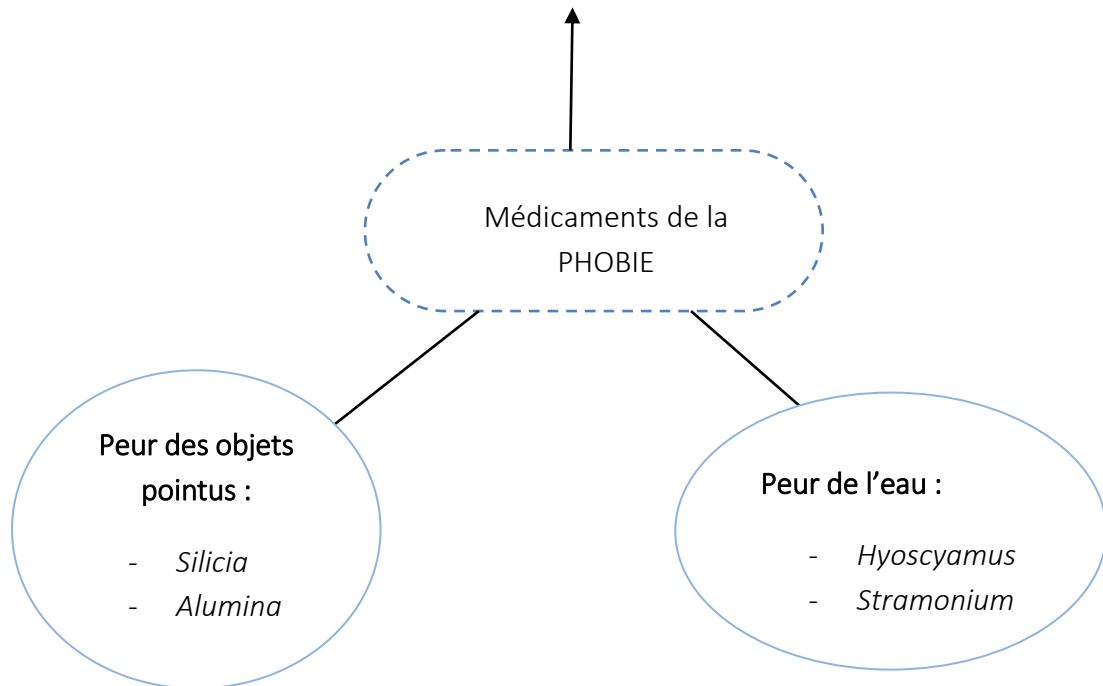 Médicaments de la
PHOBIE
Peur des objets
pointus :
- Silicia
- Alumina
Peur de l’eau :
- Hyoscyamus
- Stramonium